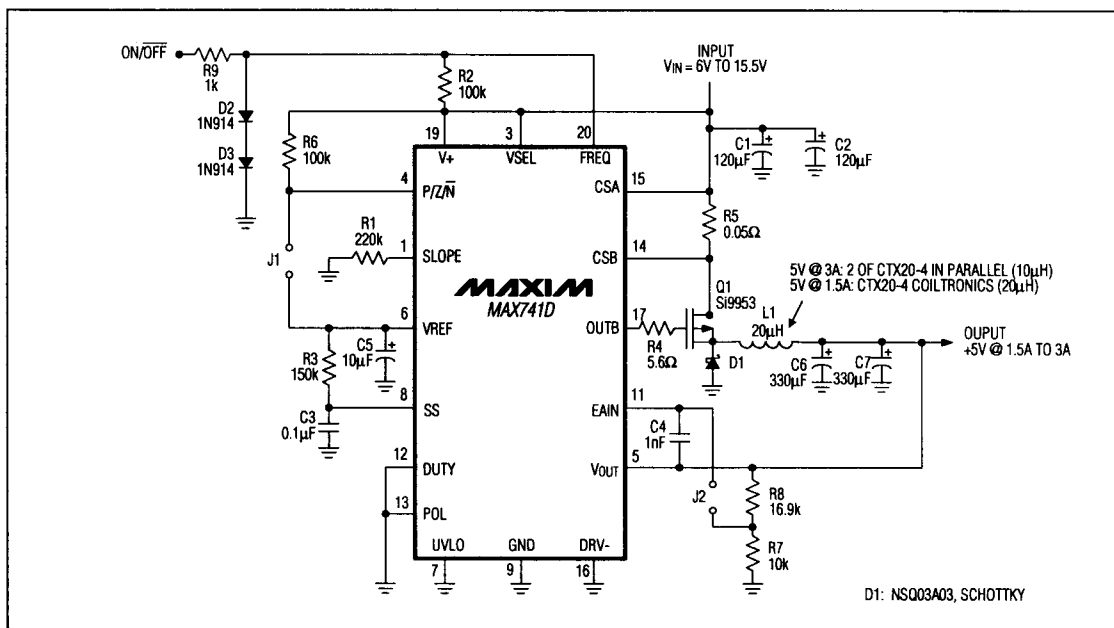 ON/OFF
R9
1k
D2
1N914
D3
1N914
R2
100k
R6
100k
INPUT
VIN = 6V TO 15.5V
C1
120µF
C2
120µF
19
V+
3
VSEL
20
FREQ
4
P/Z/N
CSA
15
R5
0.05Ω
R1
220k
1
SLOPE
CSB
14
J1
MAXIM
MAX741D
Q1
Si9953
5V @ 3A: 2 OF CTX20-4 IN PARALLEL (10µH)
5V @ 1.5A: CTX20-4 COILTRONICS (20µH)
6
VREF
OUTB
17
R4
5.6Ω
L1
20µH
D1
OUPUT
+5V @ 1.5A TO 3A
R3
150k
C5
10µF
C6
330µF
C7
330µF
8
SS
C3
0.1µF
EAIN
11
C4
1nF
12
DUTY
VOUT
5
J2
R8
16.9k
13
POL
R7
10k
UVLO
7
GND
9
DRV-
16
D1: NSQ03A03, SCHOTTKY